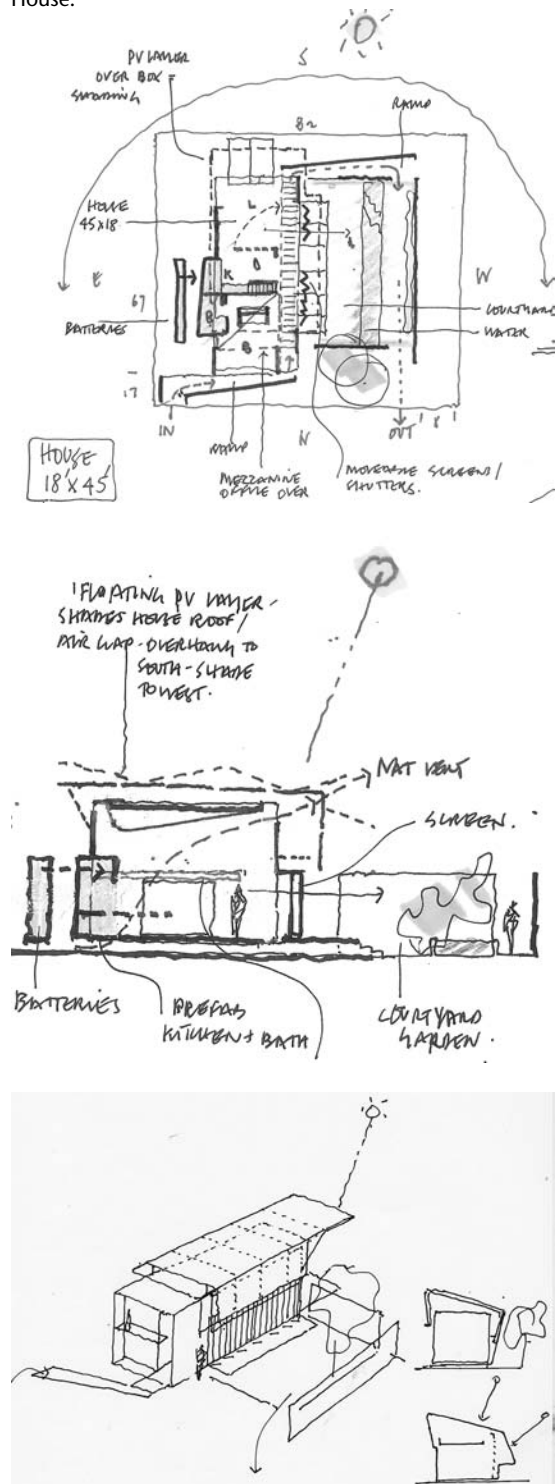 House.
PV LAYER
OVER BOX
SHADING
S
82
RAMP
HOUSE
45x18
L
D
K
B
B
E
W
67
BATTERIES
COURTYARD
WATER
17
IN
RAMP
N
OUT
18'
MEZZANINE
OFFICE OVER
MOVEABLE SCREENS/
SHUTTERS.
HOUSE
18'X45'
'FLOATING PV LAYER-
SHADES HOUSE ROOF/
AIR GAP-OVERHANG TO
SOUTH-SHADE
TO WEST.
NAT VENT
SCREEN.
BATTERIES
PREFAB
KITCHEN+BATH
COURTYARD
GARDEN.